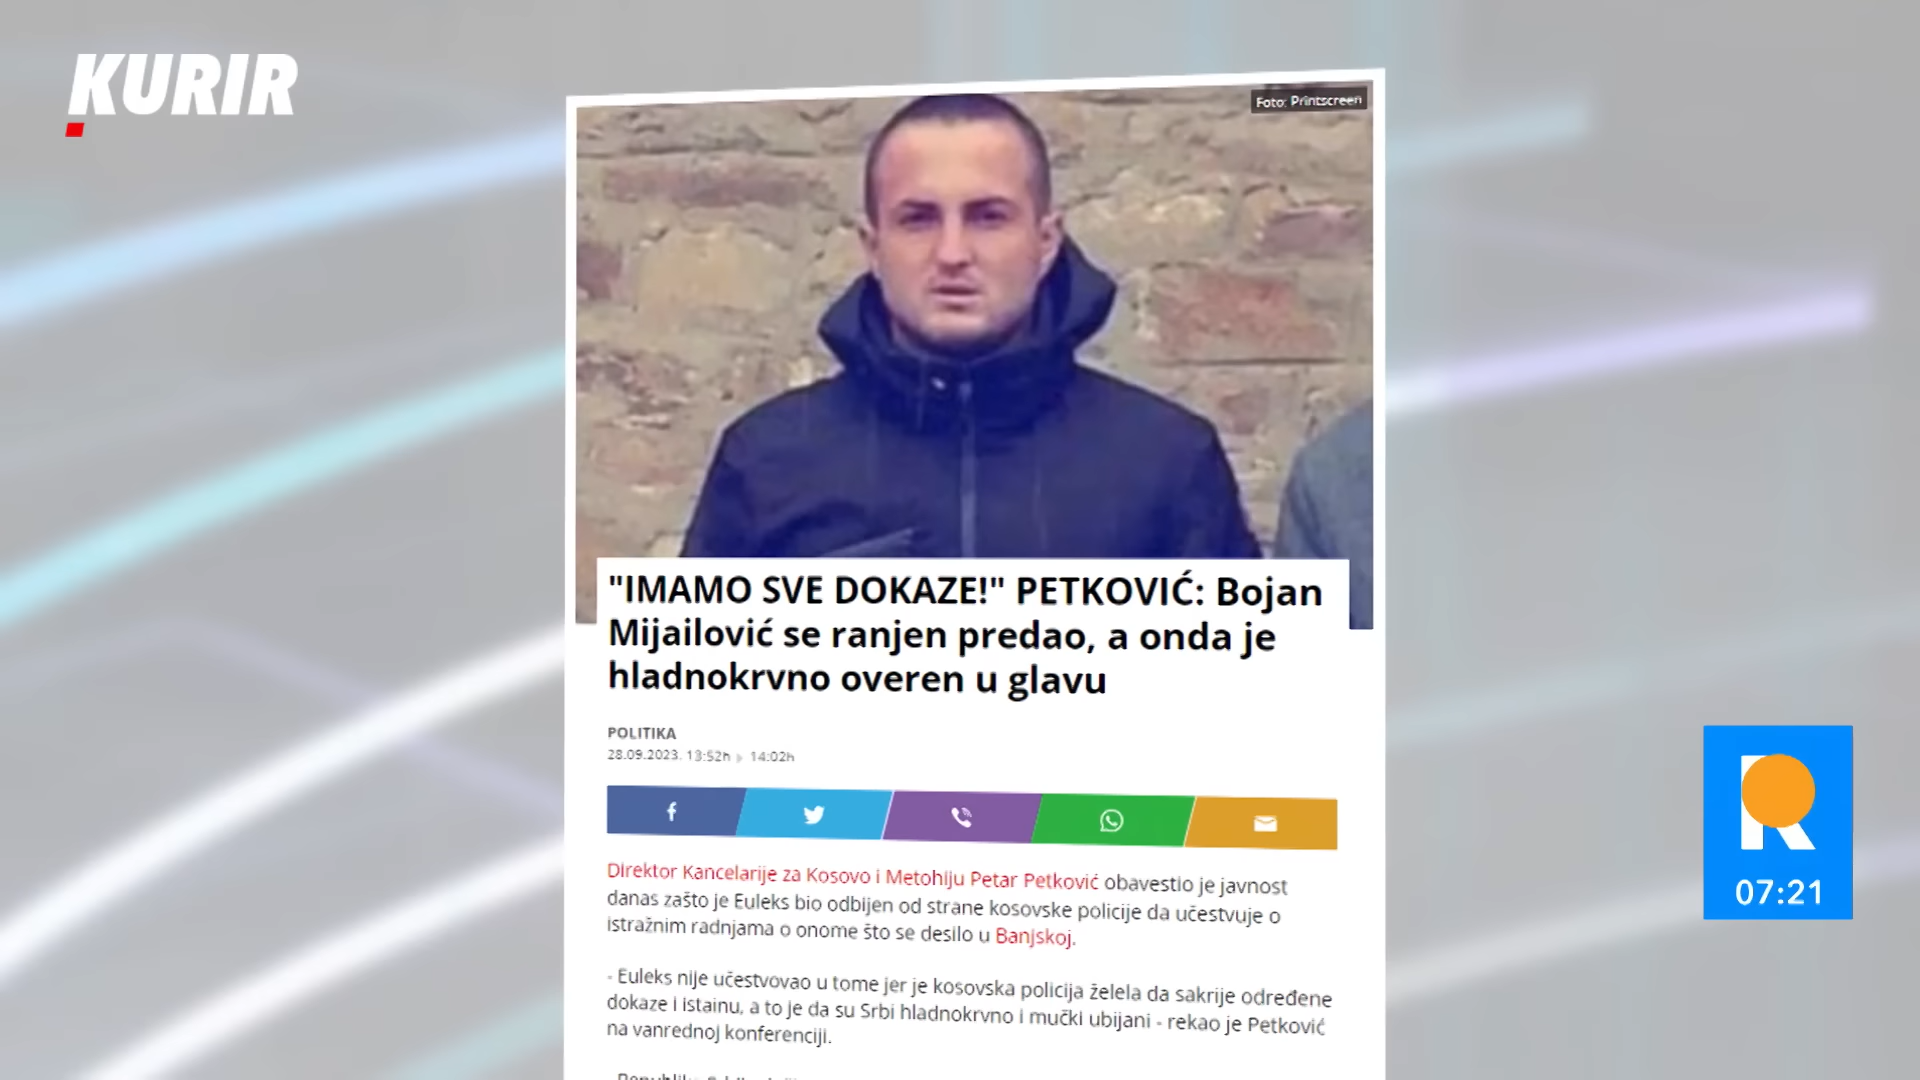 KURIR
Foto: Printscreen
"IMAMO SVE DOKAZE!" PETKOVIĆ: Bojan
Mijailović se ranjen predao, a onda je
hladnokrvno overen u glavu
POLITIKA
28.09.2023. 13:52h 14:02h
Direktor Kancelarije za Kosovo i Metohiju Petar Petković obavestio je javnost
danas zašto je Euleks bio odbijen od strane kosovske policije da učestvuje o
istražnim radnjama o onome što se desilo u Banjskoj.
- Euleks nije učestvovao u tome jer je kosovska policija želela da sakrije određene
dokaze i istainu, a to je da su Srbi hladnokrvno i mučki ubijani - rekao je Petković
na vanrednoj konferenciji.
R
07:21